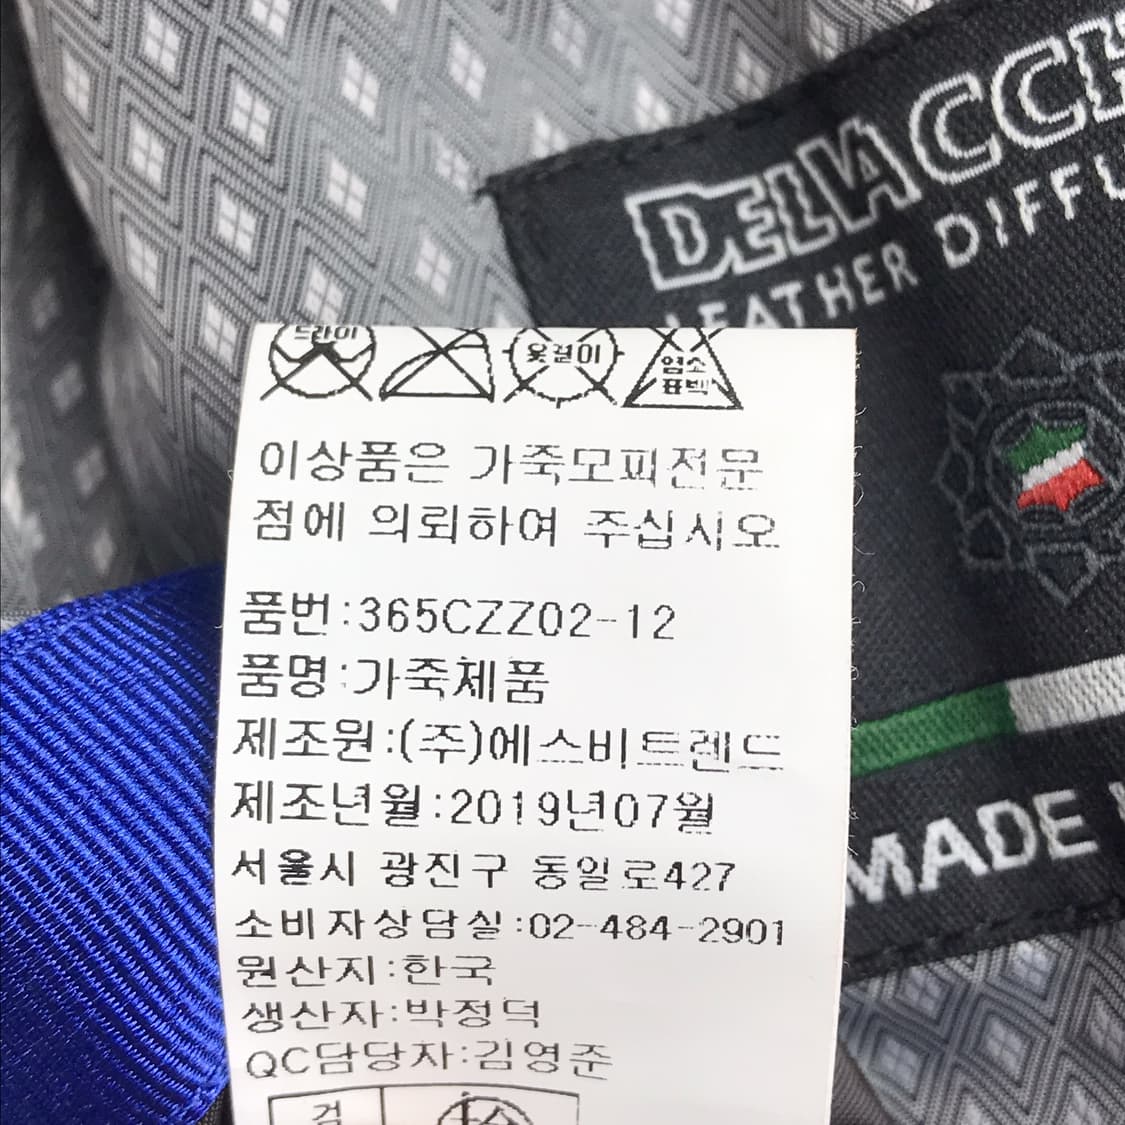 DELACCH
LEATHER DIFFU
드라이
옷걸이
염소
표백
이상품은 가죽모피전문
점에 의뢰하여 주십시오
품번:365CZZ02-12
품명:가죽제품
제조원:(주)에스비트렌드
제조년월:2019년07월
서울시 광진구 동일로427
소비자상담실:02-484-2901
원산지:한국
생산자:박정덕
QC담당자:김영준
검
MADE